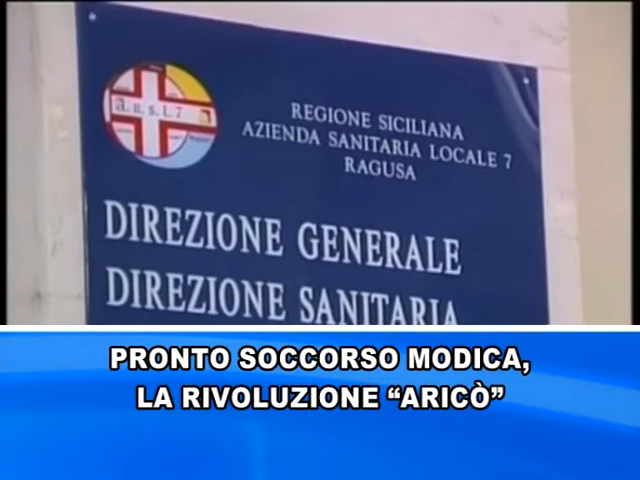 A.u.s.l.7
REGIONE SICILIANA
AZIENDA SANITARIA LOCALE 7
RAGUSA
DIREZIONE GENERALE
DIREZIONE SANITARIA
PRONTO SOCCORSO MODICA,
LA RIVOLUZIONE “ARICÒ”